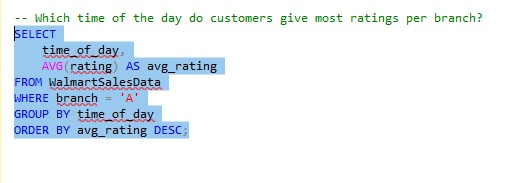 -- Which time of the day do customers give most ratings per branch?
SELECT
    time_of_day,
    AVG(rating) AS avg_rating
FROM WalmartSalesData
WHERE branch = 'A'
GROUP BY time_of_day
ORDER BY avg_rating DESC;